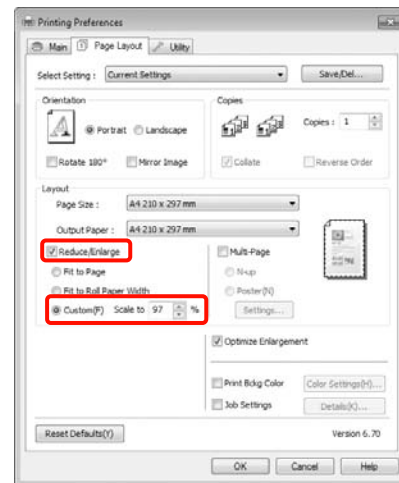 Printing Preferences
Main Page Layout Utility
Select Setting : Current Settings Save/Del...
Orientation Copies
Portrait Landscape Copies : 1
Rotate 180° Mirror Image Collate Reverse Order
Layout
Page Size : A4 210 x 297 mm
Output Paper : A4 210 x 297 mm
Reduce/Enlarge Multi-Page
Fit to Page N-up
Fit to Roll Paper Width Poster(N)
Custom(F) Scale to 97 % Settings...
Optimize Enlargement
Print Bckg Color Color Settings(H)...
Job Settings Details(K)...
Reset Defaults(Y) Version 6.70
OK Cancel Help